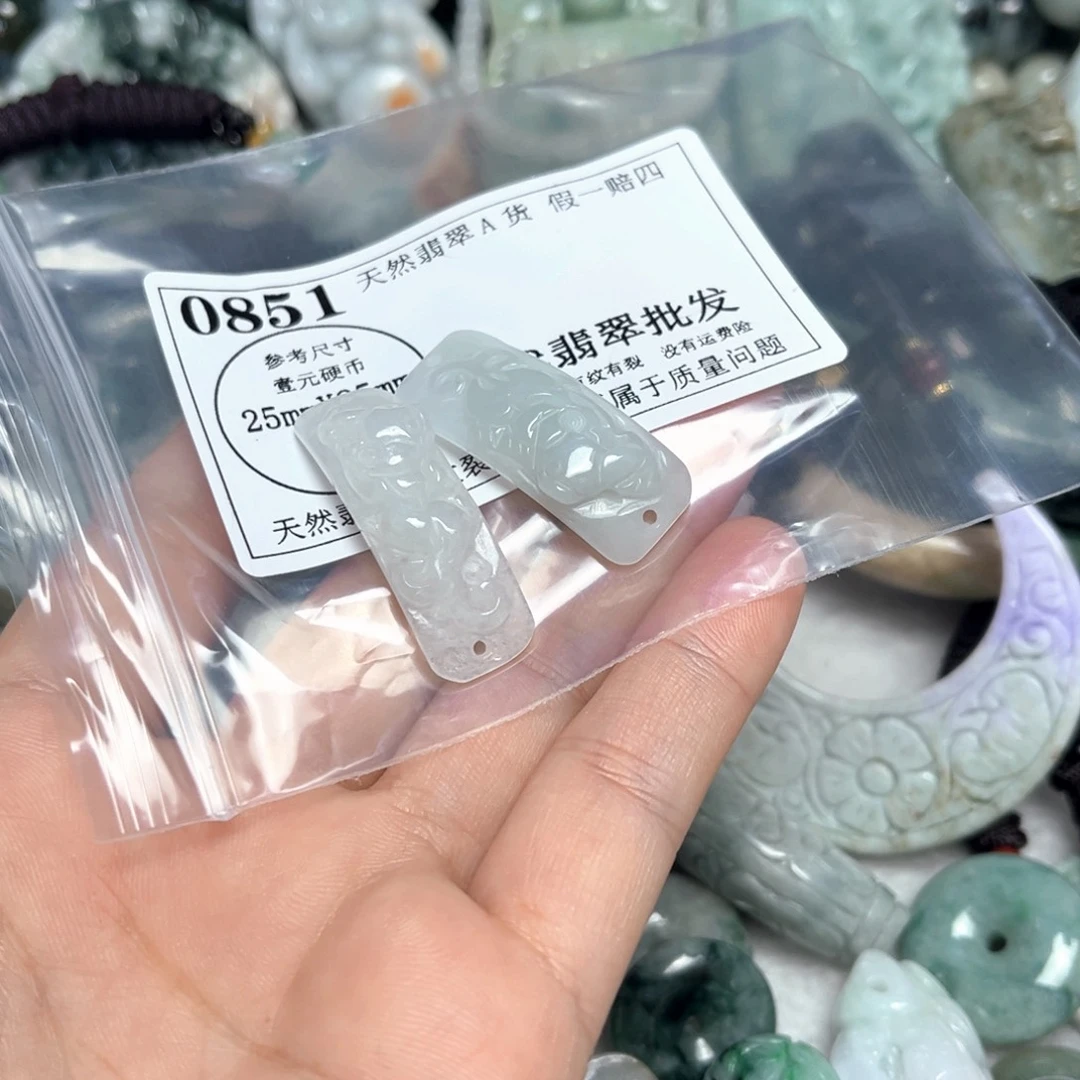 天然翡翠A货 假一赔四
0851
翡翠批发
參考尺寸
壹元硬币
25mm
纹有裂 没有运费险
属于质量问题
裂
天然